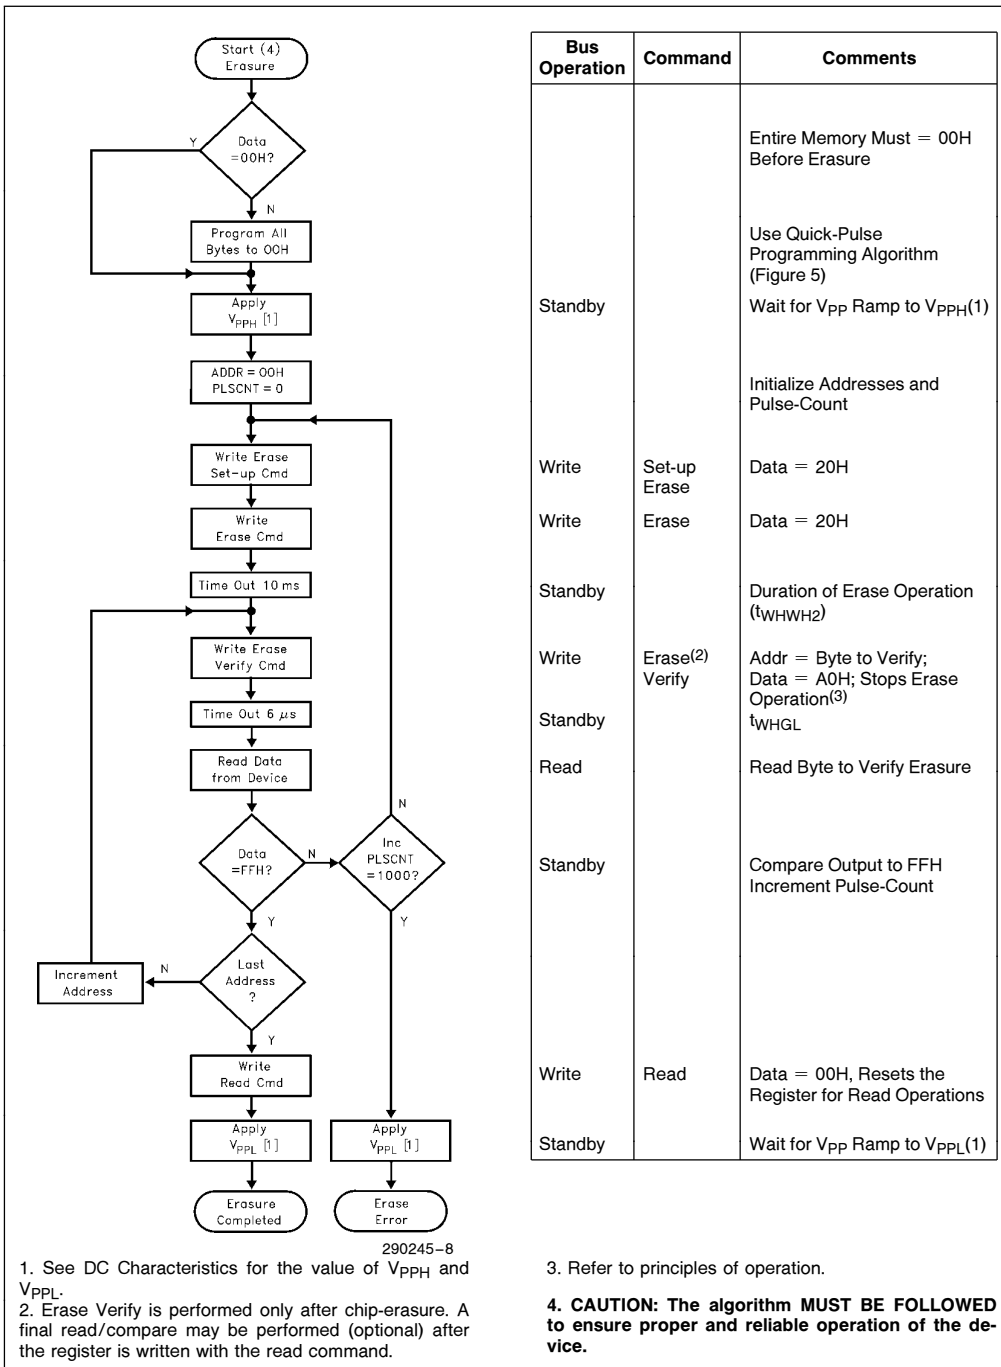 Start (4)
Erasure
Y
Data
=00H?
N
Program All
Bytes to 00H
Apply
VPPH [1]
ADDR = 00H
PLSCNT = 0
Write Erase
Set-up Cmd
Write
Erase Cmd
Time Out 10 ms
Write Erase
Verify Cmd
Time Out 6 μs
Read Data
from Device
N
Data
=FFH?
N
Inc
PLSCNT
=1000?
Y
Y
Increment
Address
N
Last
Address
?
Y
Write
Read Cmd
Apply
VPPL [1]
Apply
VPPL [1]
Erasure
Completed
Erase
Error
290245–8
Bus
Operation
Command
Comments
Entire Memory Must = 00H
Before Erasure
Use Quick-Pulse
Programming Algorithm
(Figure 5)
Standby
Wait for VPP Ramp to VPPH(1)
Initialize Addresses and
Pulse-Count
Write
Set-up
Erase
Data = 20H
Write
Erase
Data = 20H
Standby
Duration of Erase Operation
(tWHWH2)
Write
Erase(2)
Verify
Addr = Byte to Verify;
Data = A0H; Stops Erase
Operation(3)
Standby
tWHGL
Read
Read Byte to Verify Erasure
Standby
Compare Output to FFH
Increment Pulse-Count
Write
Read
Data = 00H, Resets the
Register for Read Operations
Standby
Wait for VPP Ramp to VPPL(1)
1. See DC Characteristics for the value of VPPH and
VPPL.
2. Erase Verify is performed only after chip-erasure. A
final read/compare may be performed (optional) after
the register is written with the read command.
3. Refer to principles of operation.
4. CAUTION: The algorithm MUST BE FOLLOWED
to ensure proper and reliable operation of the de-
vice.